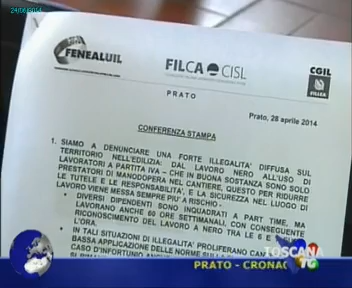 24/06/2014
FENEALUIL
FILCA CISL
CGIL
FILLEA
PRATO
Prato, 28 aprile 2014
CONFERENZA STAMPA
1. SIAMO A DENUNCIARE UNA FORTE ILLEGALITA' DIFFUSA SUL
TERRITORIO NELL'EDILIZIA: DAL LAVORO NERO ALL'USO DI
LAVORATORI A PARTITA IVA – CHE IN BUONA SOSTANZA SONO SOLO
PRESTATORI DI MANODOPERA NEL CANTIERE, QUESTO PER RIDURRE
LE TUTELE E LE RESPONSABILITA', E LA SICUREZZA NEL LUOGO DI
LAVORO VIENE MESSA SEMPRE PIU' A RISCHIO -
• DIVERSI DIPENDENTI SONO INQUADRATI A PART TIME, MA
LAVORANO ANCHE 60 ORE SETTIMANALI, CON CONSEGUENTE
RICONOSCIMENTO DEL LAVORO A NERO TRA LE 6 E
L'ORA.
• IN TALI SITUAZIONI DI ILLEGALITA' PROLIFERANO
BASSA APPLICAZIONE DELLE NORME SULLA
CASO D'INFORTUNIO ANCHE
TOSCANA
TG
PRATO - CRONACA